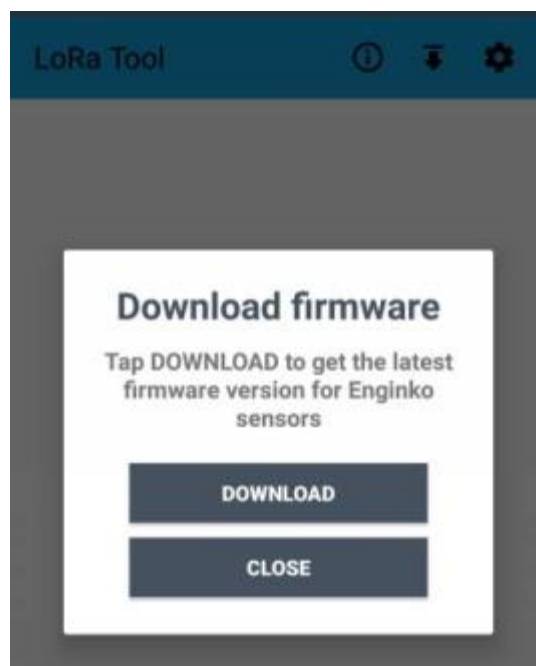 LoRa Tool
Download firmware
Tap DOWNLOAD to get the latest
firmware version for Enginko
sensors
DOWNLOAD
CLOSE